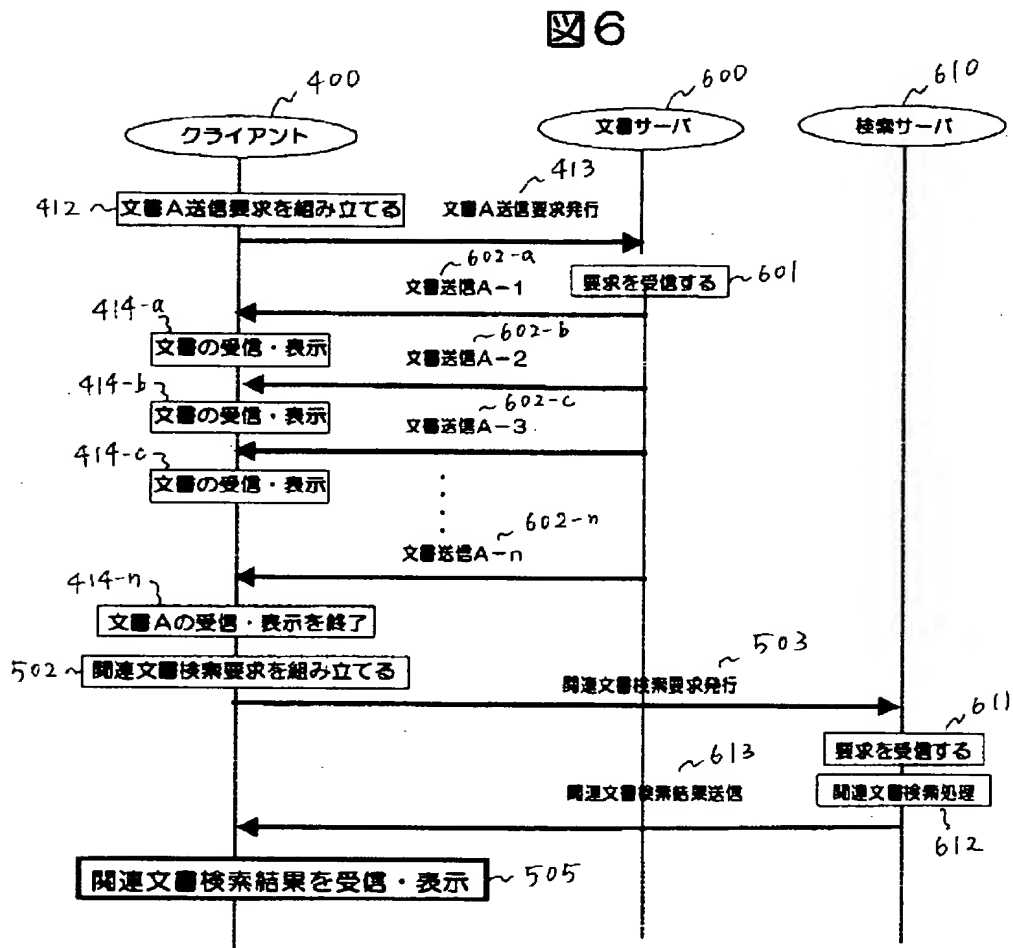 図6
400
クライアント
600
文書サーバ
610
検索サーバ
412
文書A送信要求を組み立てる
413
文書A送信要求発行
602-a
文書送信A-1
要求を受信する
601
414-a
文書の受信・表示
602-b
文書送信A-2
414-b
文書の受信・表示
602-c
文書送信A-3
414-c
文書の受信・表示
602-n
文書送信A-n
414-n
文書Aの受信・表示を終了
502
関連文書検索要求を組み立てる
503
関連文書検索要求発行
611
要求を受信する
613
関連文書検索結果送信
関連文書検索処理
612
関連文書検索結果を受信・表示
505